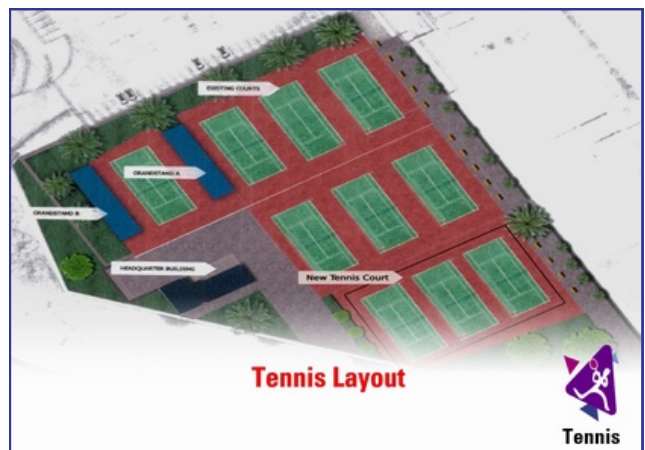 EXISTING COURTS
GRANDSTAND A
GRANDSTAND B
HEADQUARTER BUILDING
New Tennis Court
Tennis Layout
Tennis